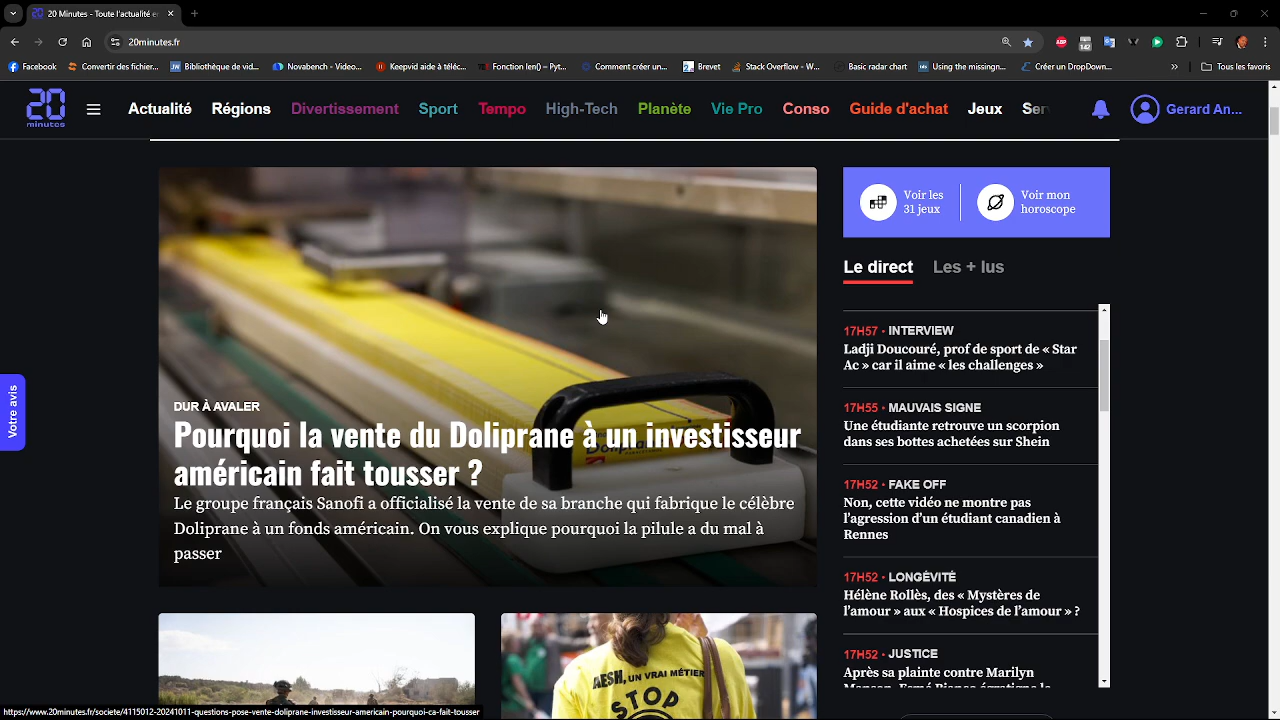 20 Minutes - Toute l'actualité e
20minutes.fr
142
Facebook
Convertir des fichier...
Bibliothèque de vid...
Novabench - Video...
Keepvid aide à téléc...
Fonction len() – Pyt...
Comment créer un...
Brevet
Stack Overflow - W...
Basic radar chart
Using the missingn...
Créer un DropDown...
»
Tous les favoris
20
minutes
Actualité
Régions
Divertissement
Sport
Tempo
High-Tech
Planète
Vie Pro
Conso
Guide d'achat
Jeux
Ser
Gerard An...
Votre avis
DUR À AVALER
Pourquoi la vente du Doliprane à un investisseur
américain fait tousser ?
Le groupe français Sanofi a officialisé la vente de sa branche qui fabrique le célèbre
Doliprane à un fonds américain. On vous explique pourquoi la pilule a du mal à
passer
AESH, UN VRAI MÉTIER
STOP
Voir les
31 jeux
Voir mon
horoscope
Le direct
Les + lus
17H57 • INTERVIEW
Ladji Doucouré, prof de sport de « Star
Ac » car il aime « les challenges »
17H55 • MAUVAIS SIGNE
Une étudiante retrouve un scorpion
dans ses bottes achetées sur Shein
17H52 • FAKE OFF
Non, cette vidéo ne montre pas
l'agression d'un étudiant canadien à
Rennes
17H52 • LONGÉVITÉ
Hélène Rollès, des « Mystères de
l'amour » aux « Hospices de l'amour » ?
17H52 • JUSTICE
Après sa plainte contre Marilyn
https://www.20minutes.fr/societe/4115012-20241011-questions-pose-vente-doliprane-investisseur-americain-pourquoi-ca-fait-tousser